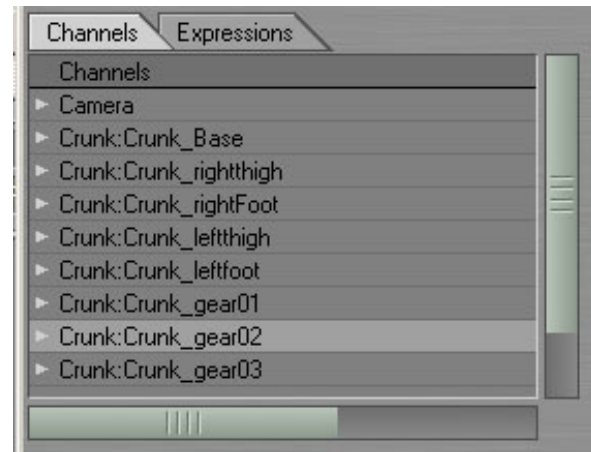 Channels Expressions
Channels
Camera
Crunk:Crunk_Base
Crunk:Crunk_rightthigh
Crunk:Crunk_rightFoot
Crunk:Crunk_leftthigh
Crunk:Crunk_leftfoot
Crunk:Crunk_gear01
Crunk:Crunk_gear02
Crunk:Crunk_gear03